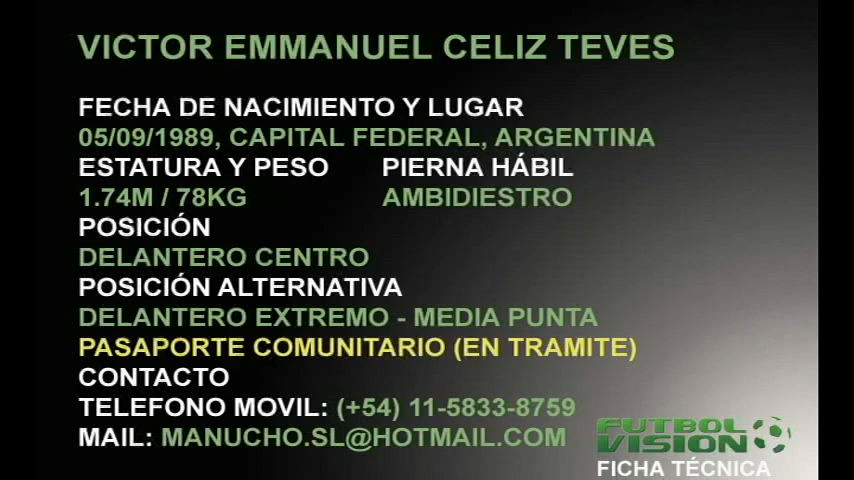 VICTOR EMMANUEL CELIZ TEVES
FECHA DE NACIMIENTO Y LUGAR
05/09/1989, CAPITAL FEDERAL, ARGENTINA
ESTATURA Y PESO PIERNA HÁBIL
1.74M / 78KG AMBIDIESTRO
POSICIÓN
DELANTERO CENTRO
POSICIÓN ALTERNATIVA
DELANTERO EXTREMO - MEDIA PUNTA
PASAPORTE COMUNITARIO (EN TRAMITE)
CONTACTO
TELEFONO MOVIL: (+54) 11-5833-8759
MAIL: MANUCHO.SL@HOTMAIL.COM
FUTBOL
VISION
FICHA TÉCNICA